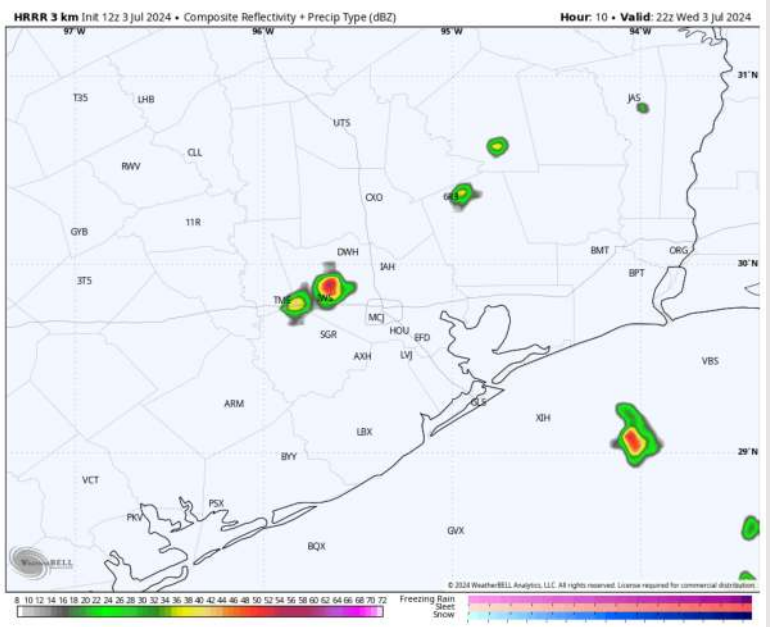 HRRR 3 km Init 12z 3 Jul 2024 • Composite Reflectivity + Precip Type (dBZ) Hour: 10 • Valid: 22z Wed 3 Jul 2024
97°W 96°W 95°W 94°W
31°N
T35 LHB JAS
UTS
CLL
RWV
CXO 6R3
11R
GYB
DWH BMT ORG
IAH
3T5 BPT
30°N
TME IWS
MCJ
SGR HOU EFD
AXH LVJ
VBS
ARM GLS
XIH
LBX
BYY 29°N
VCT
PSX
PKV
GVX
BQX
WeatherBELL
© 2024 WeatherBELL Analytics, LLC. All rights reserved. License required for commercial distribution.
8 10 12 14 16 18 20 22 24 26 28 30 32 34 36 38 40 42 44 46 48 50 52 54 56 58 60 62 64 66 68 70 72
Freezing Rain
Sleet
Snow